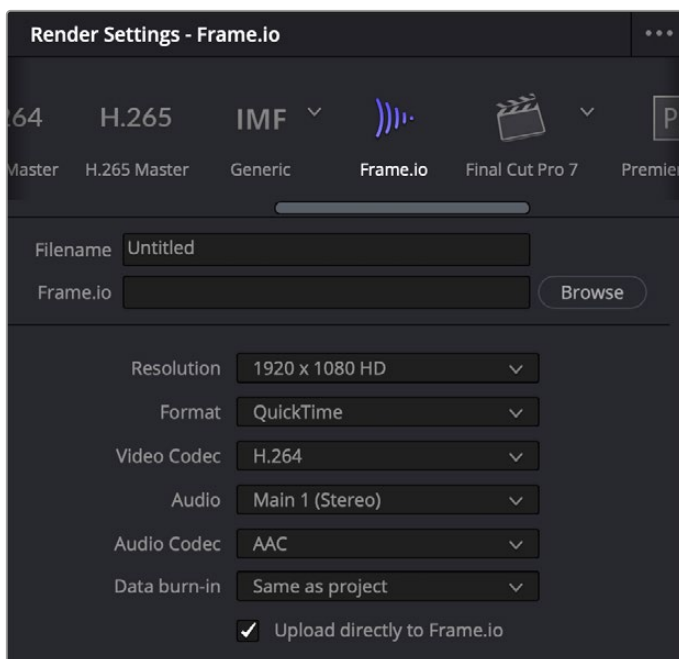 Render Settings - Frame.io
264 H.265 IMF P
Master H.265 Master Generic Frame.io Final Cut Pro 7 Premie
Filename Untitled
Frame.io Browse
Resolution 1920 x 1080 HD
Format QuickTime
Video Codec H.264
Audio Main 1 (Stereo)
Audio Codec AAC
Data burn-in Same as project
Upload directly to Frame.io